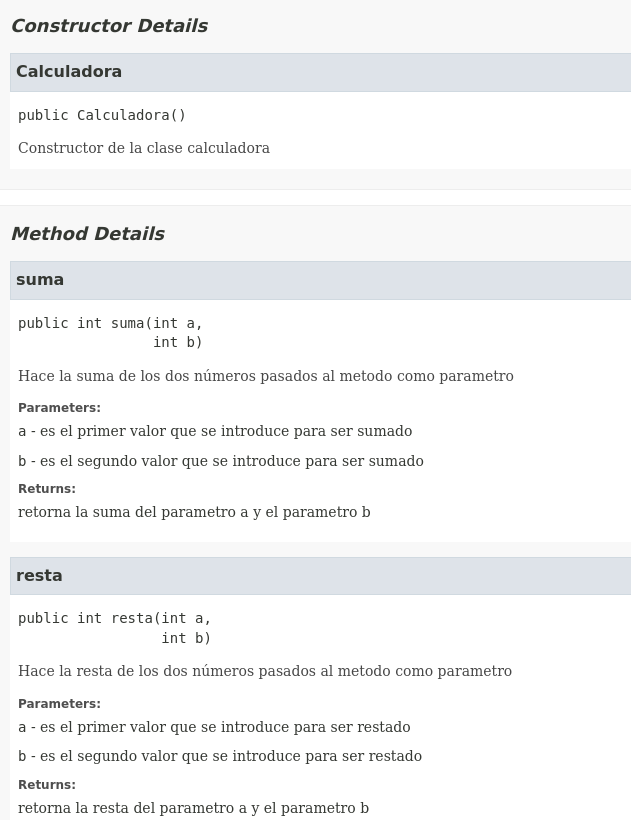 Constructor Details
Calculadora
public Calculadora()
Constructor de la clase calculadora
Method Details
suma
public int suma(int a,
int b)
Hace la suma de los dos números pasados al metodo como parametro
Parameters:
a - es el primer valor que se introduce para ser sumado
b - es el segundo valor que se introduce para ser sumado
Returns:
retorna la suma del parametro a y el parametro b
resta
public int resta(int a,
int b)
Hace la resta de los dos números pasados al metodo como parametro
Parameters:
a - es el primer valor que se introduce para ser restado
b - es el segundo valor que se introduce para ser restado
Returns:
retorna la resta del parametro a y el parametro b